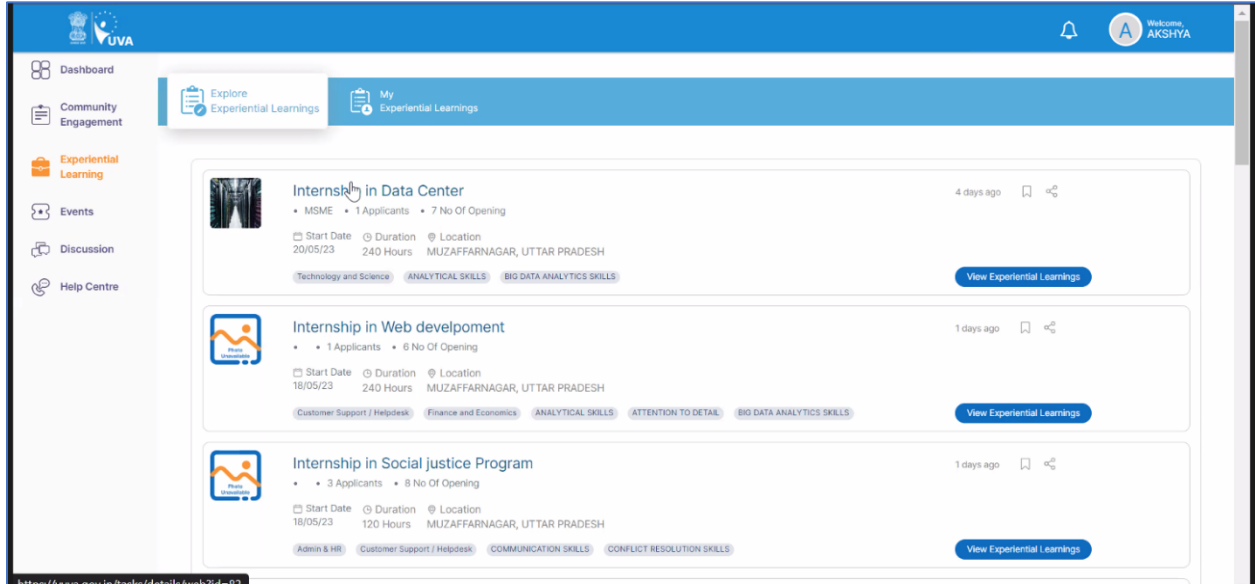 UVA
Welcome,
A AKSHYA
Dashboard
Community
Engagement
Experiential
Learning
Events
Discussion
Help Centre
Explore
Experiential Learnings
My
Experiential Learnings
Internship in Data Center
4 days ago
• MSME • 1 Applicants • 7 No Of Opening
Start Date Duration Location
20/05/23 240 Hours MUZAFFARNAGAR, UTTAR PRADESH
Technology and Science ANALYTICAL SKILLS BIG DATA ANALYTICS SKILLS
View Experiential Learnings
Internship in Web develpoment
1 days ago
• • 1 Applicants • 6 No Of Opening
Start Date Duration Location
18/05/23 240 Hours MUZAFFARNAGAR, UTTAR PRADESH
Customer Support / Helpdesk Finance and Economics ANALYTICAL SKILLS ATTENTION TO DETAIL BIG DATA ANALYTICS SKILLS
View Experiential Learnings
Photo
Unavailable
Internship in Social justice Program
1 days ago
• • 3 Applicants • 8 No Of Opening
Start Date Duration Location
18/05/23 120 Hours MUZAFFARNAGAR, UTTAR PRADESH
Admin & HR Customer Support / Helpdesk COMMUNICATION SKILLS CONFLICT RESOLUTION SKILLS
View Experiential Learnings
Photo
Unavailable